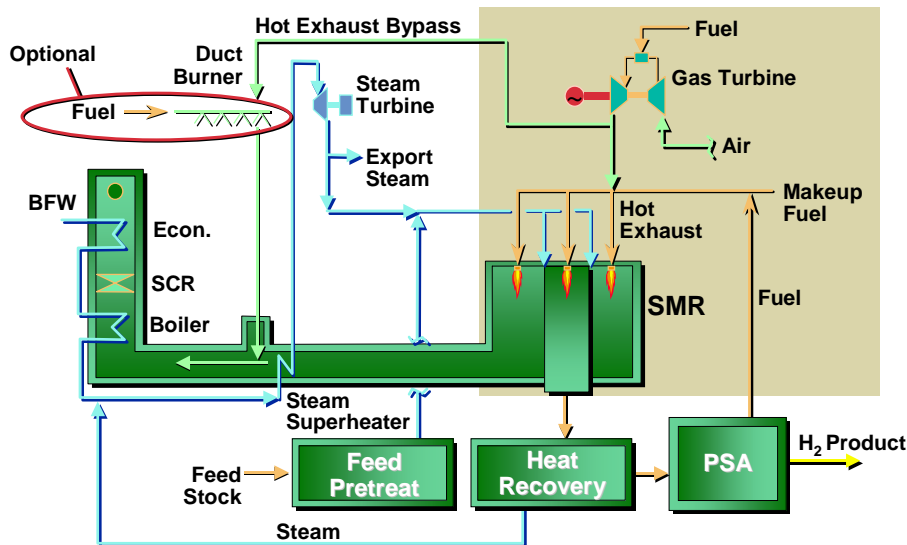 Hot Exhaust Bypass
Fuel
Optional
Duct
Burner
Steam
Turbine
Gas Turbine
Fuel
Air
Export
Steam
BFW
Econ.
Hot
Exhaust
Makeup
Fuel
SCR
Boiler
SMR
Fuel
Steam
Superheater
Feed
Stock
Feed
Pretreat
Heat
Recovery
PSA
H2 Product
Steam